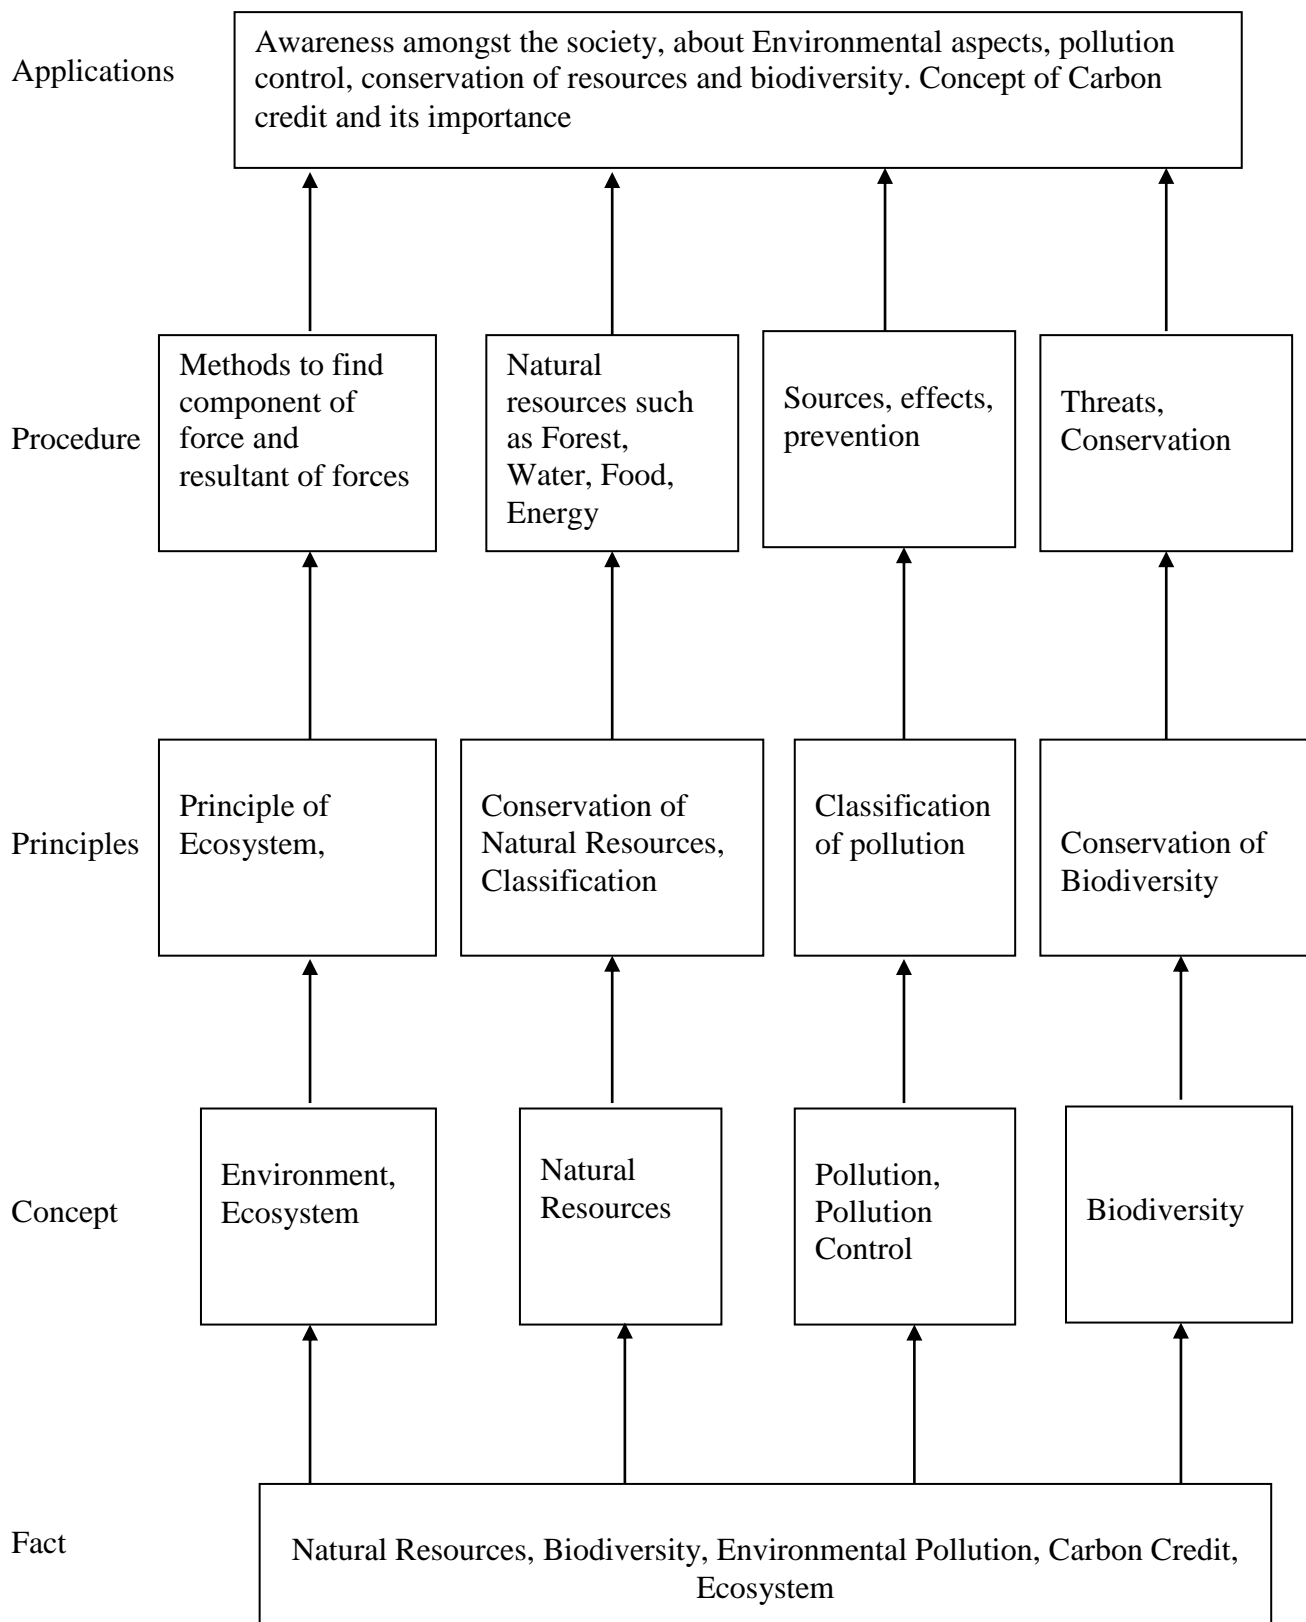 Applications
Awareness amongst the society, about Environmental aspects, pollution
control, conservation of resources and biodiversity. Concept of Carbon
credit and its importance
Procedure
Methods to find
component of
force and
resultant of forces
Natural
resources such
as Forest,
Water, Food,
Energy
Sources, effects,
prevention
Threats,
Conservation
Principles
Principle of
Ecosystem,
Conservation of
Natural Resources,
Classification
Classification
of pollution
Conservation of
Biodiversity
Concept
Environment,
Ecosystem
Natural
Resources
Pollution,
Pollution
Control
Biodiversity
Fact
Natural Resources, Biodiversity, Environmental Pollution, Carbon Credit,
Ecosystem